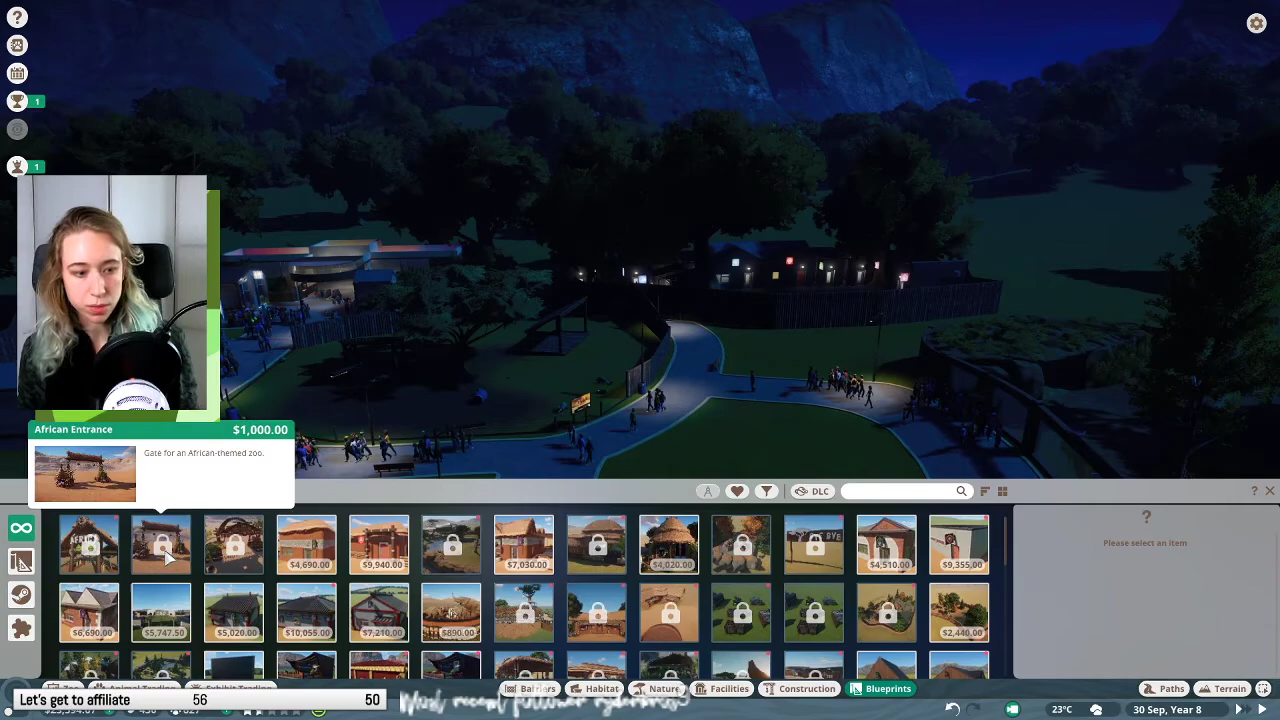 1
1
African Entrance $1,000.00
Gate for an African-themed zoo.
DLC
Please select an item
$4,690.00 $9,940.00 $7,030.00 $4,020.00 $4,510.00 $9,355.00
$6,690.00 $5,747.50 $5,020.00 $10,055.00 $7,210.00 $890.00 $2,440.00
Barriers Habitat Nature Facilities Construction Blueprints Paths Terrain
Let's get to affiliate 56 50
23°C 30 Sep, Year 8